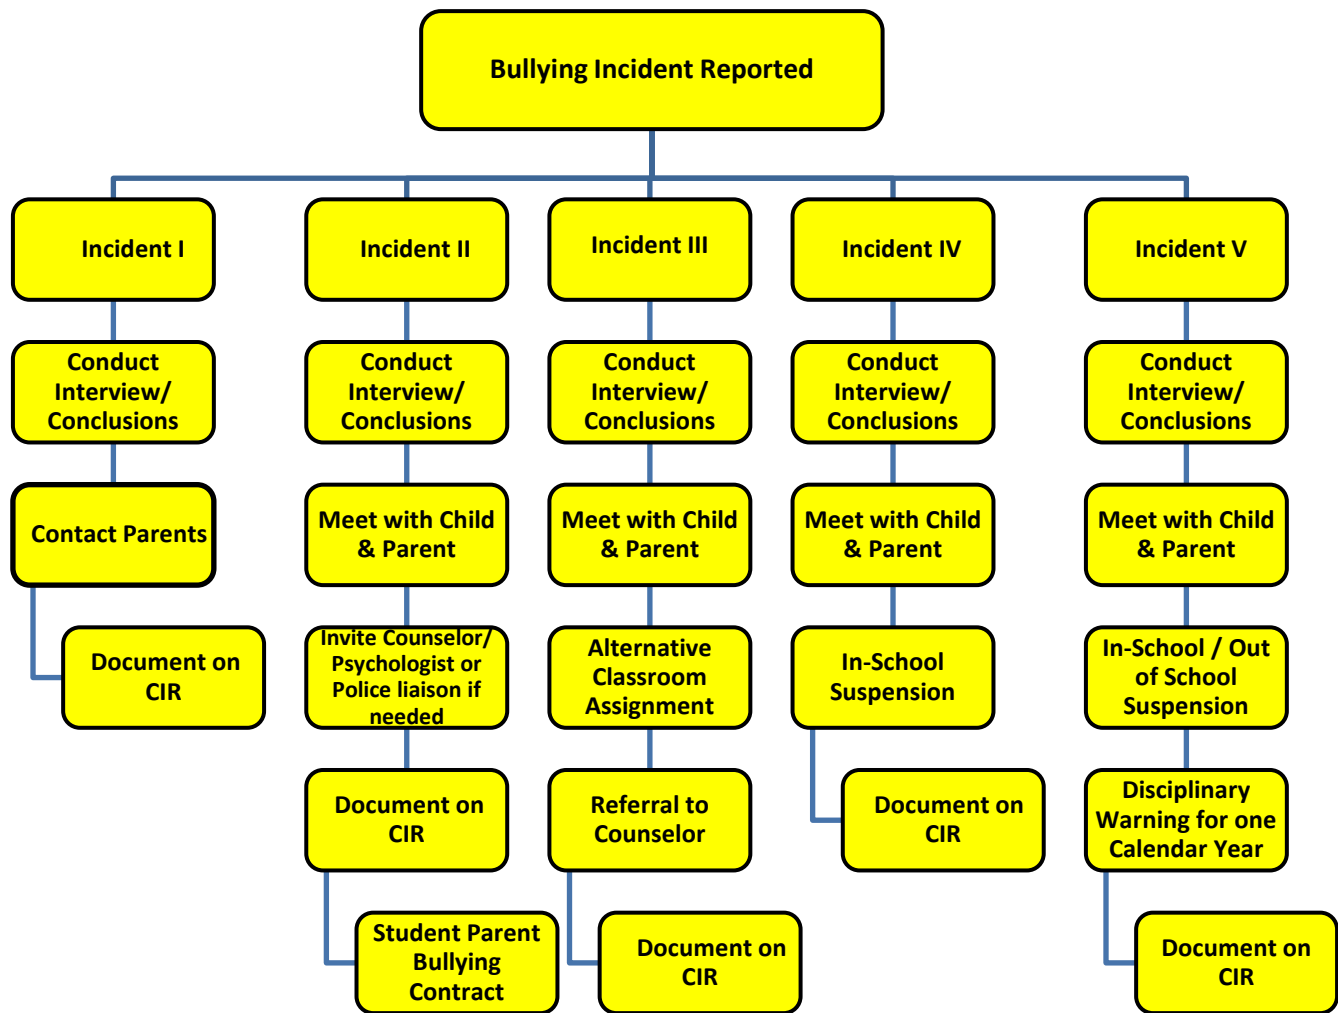 Bullying Incident Reported
Incident I
Incident II
Incident III
Incident IV
Incident V
Conduct
Interview/
Conclusions
Conduct
Interview/
Conclusions
Conduct
Interview/
Conclusions
Conduct
Interview/
Conclusions
Conduct
Interview/
Conclusions
Contact Parents
Meet with Child
& Parent
Meet with Child
& Parent
Meet with Child
& Parent
Meet with Child
& Parent
Document on
CIR
Invite Counselor/
Psychologist or
Police liaison if
needed
Alternative
Classroom
Assignment
In-School
Suspension
In-School / Out
of School
Suspension
Document on
CIR
Referral to
Counselor
Document on
CIR
Disciplinary
Warning for one
Calendar Year
Student Parent
Bullying
Contract
Document on
CIR
Document on
CIR